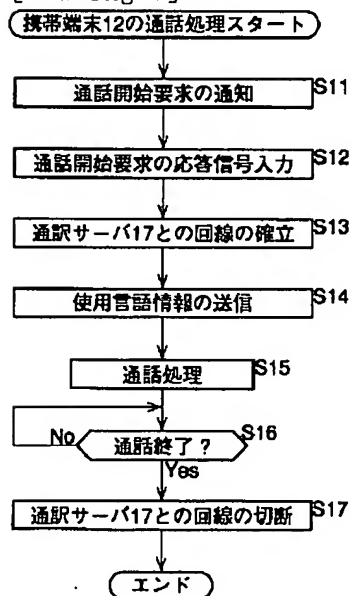 携帯端末12の通話処理スタート
通話開始要求の通知
S11
通話開始要求の応答信号入力
S12
通訳サーバ17との回線の確立
S13
使用言語情報の送信
S14
通話処理
S15
No
通話終了？
S16
Yes
通訳サーバ17との回線の切断
S17
エンド